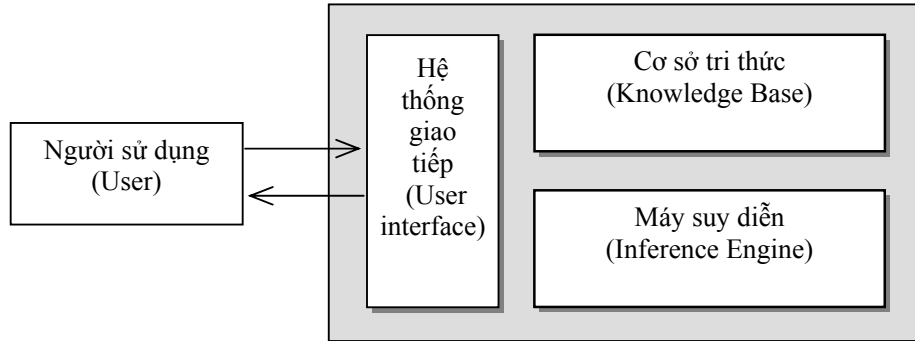 Người sử dụng
(User)
Hệ
thống
giao
tiếp
(User
interface)
Cơ sở tri thức
(Knowledge Base)
Máy suy diễn
(Inference Engine)